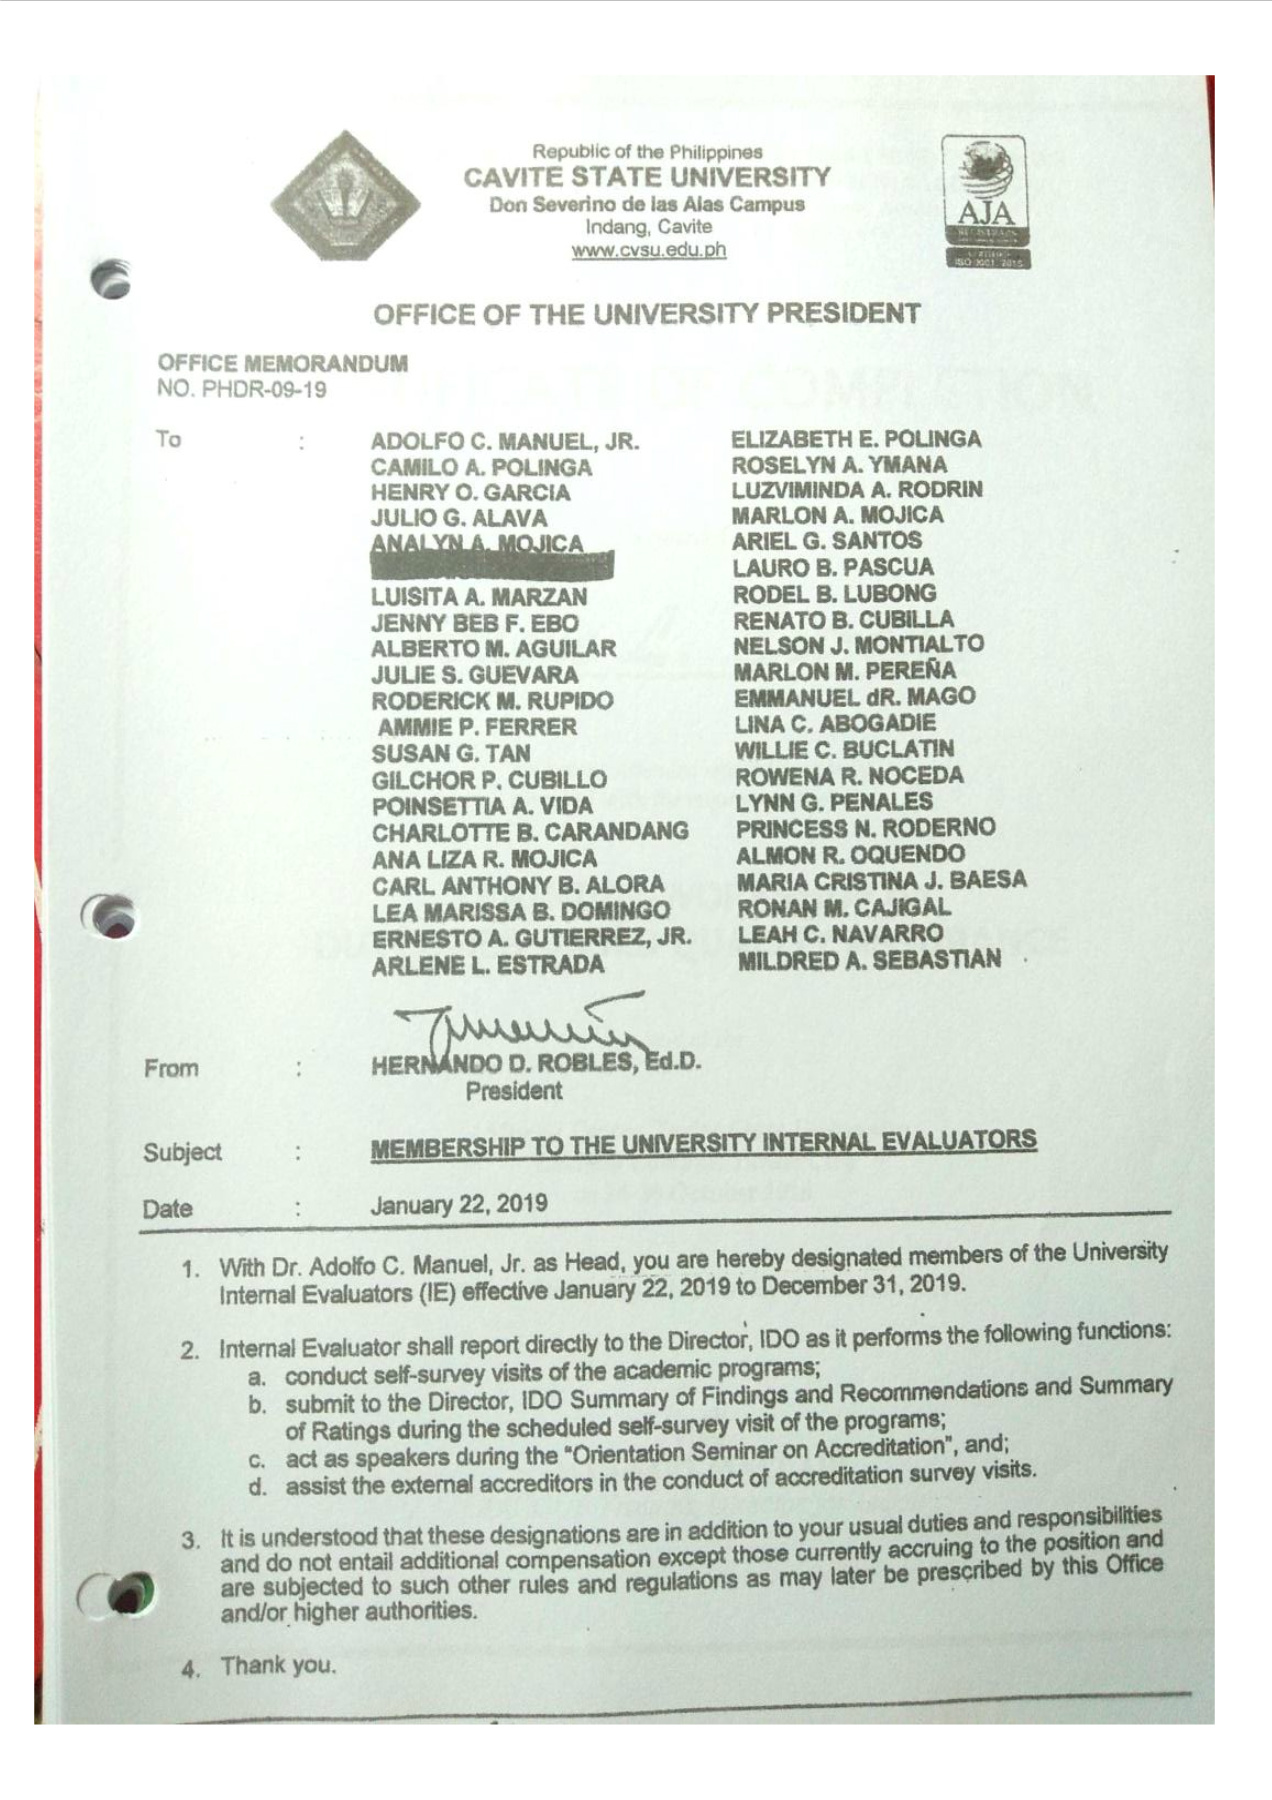 Republic of the Philippines
CAVITE STATE UNIVERSITY
Don Severino de las Alas Campus
Indang, Cavite
www.cvsu.edu.ph
AJA
REGISTRARS
ISO 9001:2015
OFFICE OF THE UNIVERSITY PRESIDENT
OFFICE MEMORANDUM
NO. PHDR-09-19
To : ADOLFO C. MANUEL, JR. ELIZABETH E. POLINGA
CAMILO A. POLINGA ROSELYN A. YMANA
HENRY O. GARCIA LUZVIMINDA A. RODRIN
JULIO G. ALAVA MARLON A. MOJICA
ANALYN A. MOJICA ARIEL G. SANTOS
LAURO B. PASCUA
LUISITA A. MARZAN RODEL B. LUBONG
JENNY BEB F. EBO RENATO B. CUBILLA
ALBERTO M. AGUILAR NELSON J. MONTIALTO
JULIE S. GUEVARA MARLON M. PEREÑA
RODERICK M. RUPIDO EMMANUEL dR. MAGO
AMMIE P. FERRER LINA C. ABOGADIE
SUSAN G. TAN WILLIE C. BUCLATIN
GILCHOR P. CUBILLO ROWENA R. NOCEDA
POINSETTIA A. VIDA LYNN G. PENALES
CHARLOTTE B. CARANDANG PRINCESS N. RODERNO
ANA LIZA R. MOJICA ALMON R. OQUENDO
CARL ANTHONY B. ALORA MARIA CRISTINA J. BAESA
LEA MARISSA B. DOMINGO RONAN M. CAJIGAL
ERNESTO A. GUTIERREZ, JR. LEAH C. NAVARRO
ARLENE L. ESTRADA MILDRED A. SEBASTIAN
From : HERNANDO D. ROBLES, Ed.D.
President
Subject : MEMBERSHIP TO THE UNIVERSITY INTERNAL EVALUATORS
Date : January 22, 2019
1. With Dr. Adolfo C. Manuel, Jr. as Head, you are hereby designated members of the University
Internal Evaluators (IE) effective January 22, 2019 to December 31, 2019.
2. Internal Evaluator shall report directly to the Director, IDO as it performs the following functions:
a. conduct self-survey visits of the academic programs;
b. submit to the Director, IDO Summary of Findings and Recommendations and Summary
of Ratings during the scheduled self-survey visit of the programs;
c. act as speakers during the "Orientation Seminar on Accreditation", and;
d. assist the external accreditors in the conduct of accreditation survey visits.
3. It is understood that these designations are in addition to your usual duties and responsibilities
and do not entail additional compensation except those currently accruing to the position and
are subjected to such other rules and regulations as may later be prescribed by this Office
and/or higher authorities.
4. Thank you.